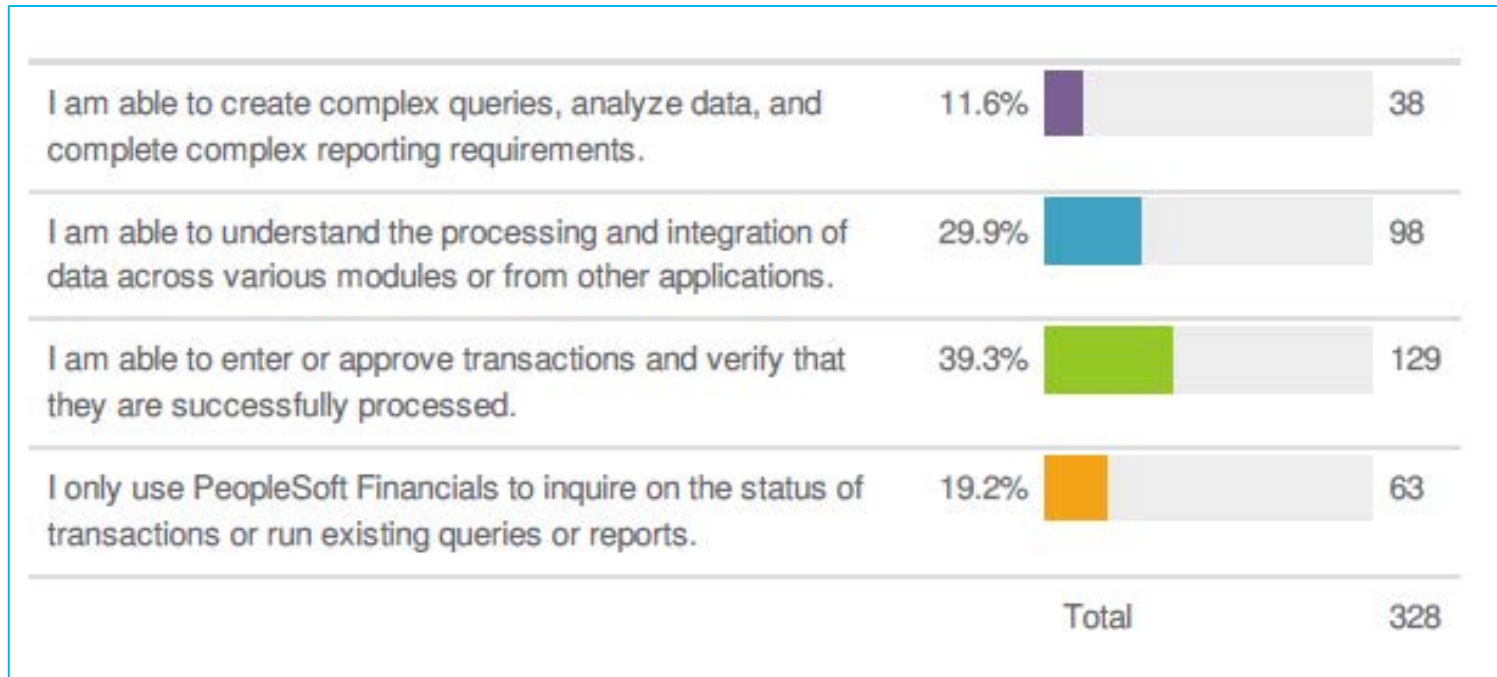 I am able to create complex queries, analyze data, and 11.6% 38
complete complex reporting requirements.
I am able to understand the processing and integration of 29.9% 98
data across various modules or from other applications.
I am able to enter or approve transactions and verify that 39.3% 129
they are successfully processed.
I only use PeopleSoft Financials to inquire on the status of 19.2% 63
transactions or run existing queries or reports.
Total 328